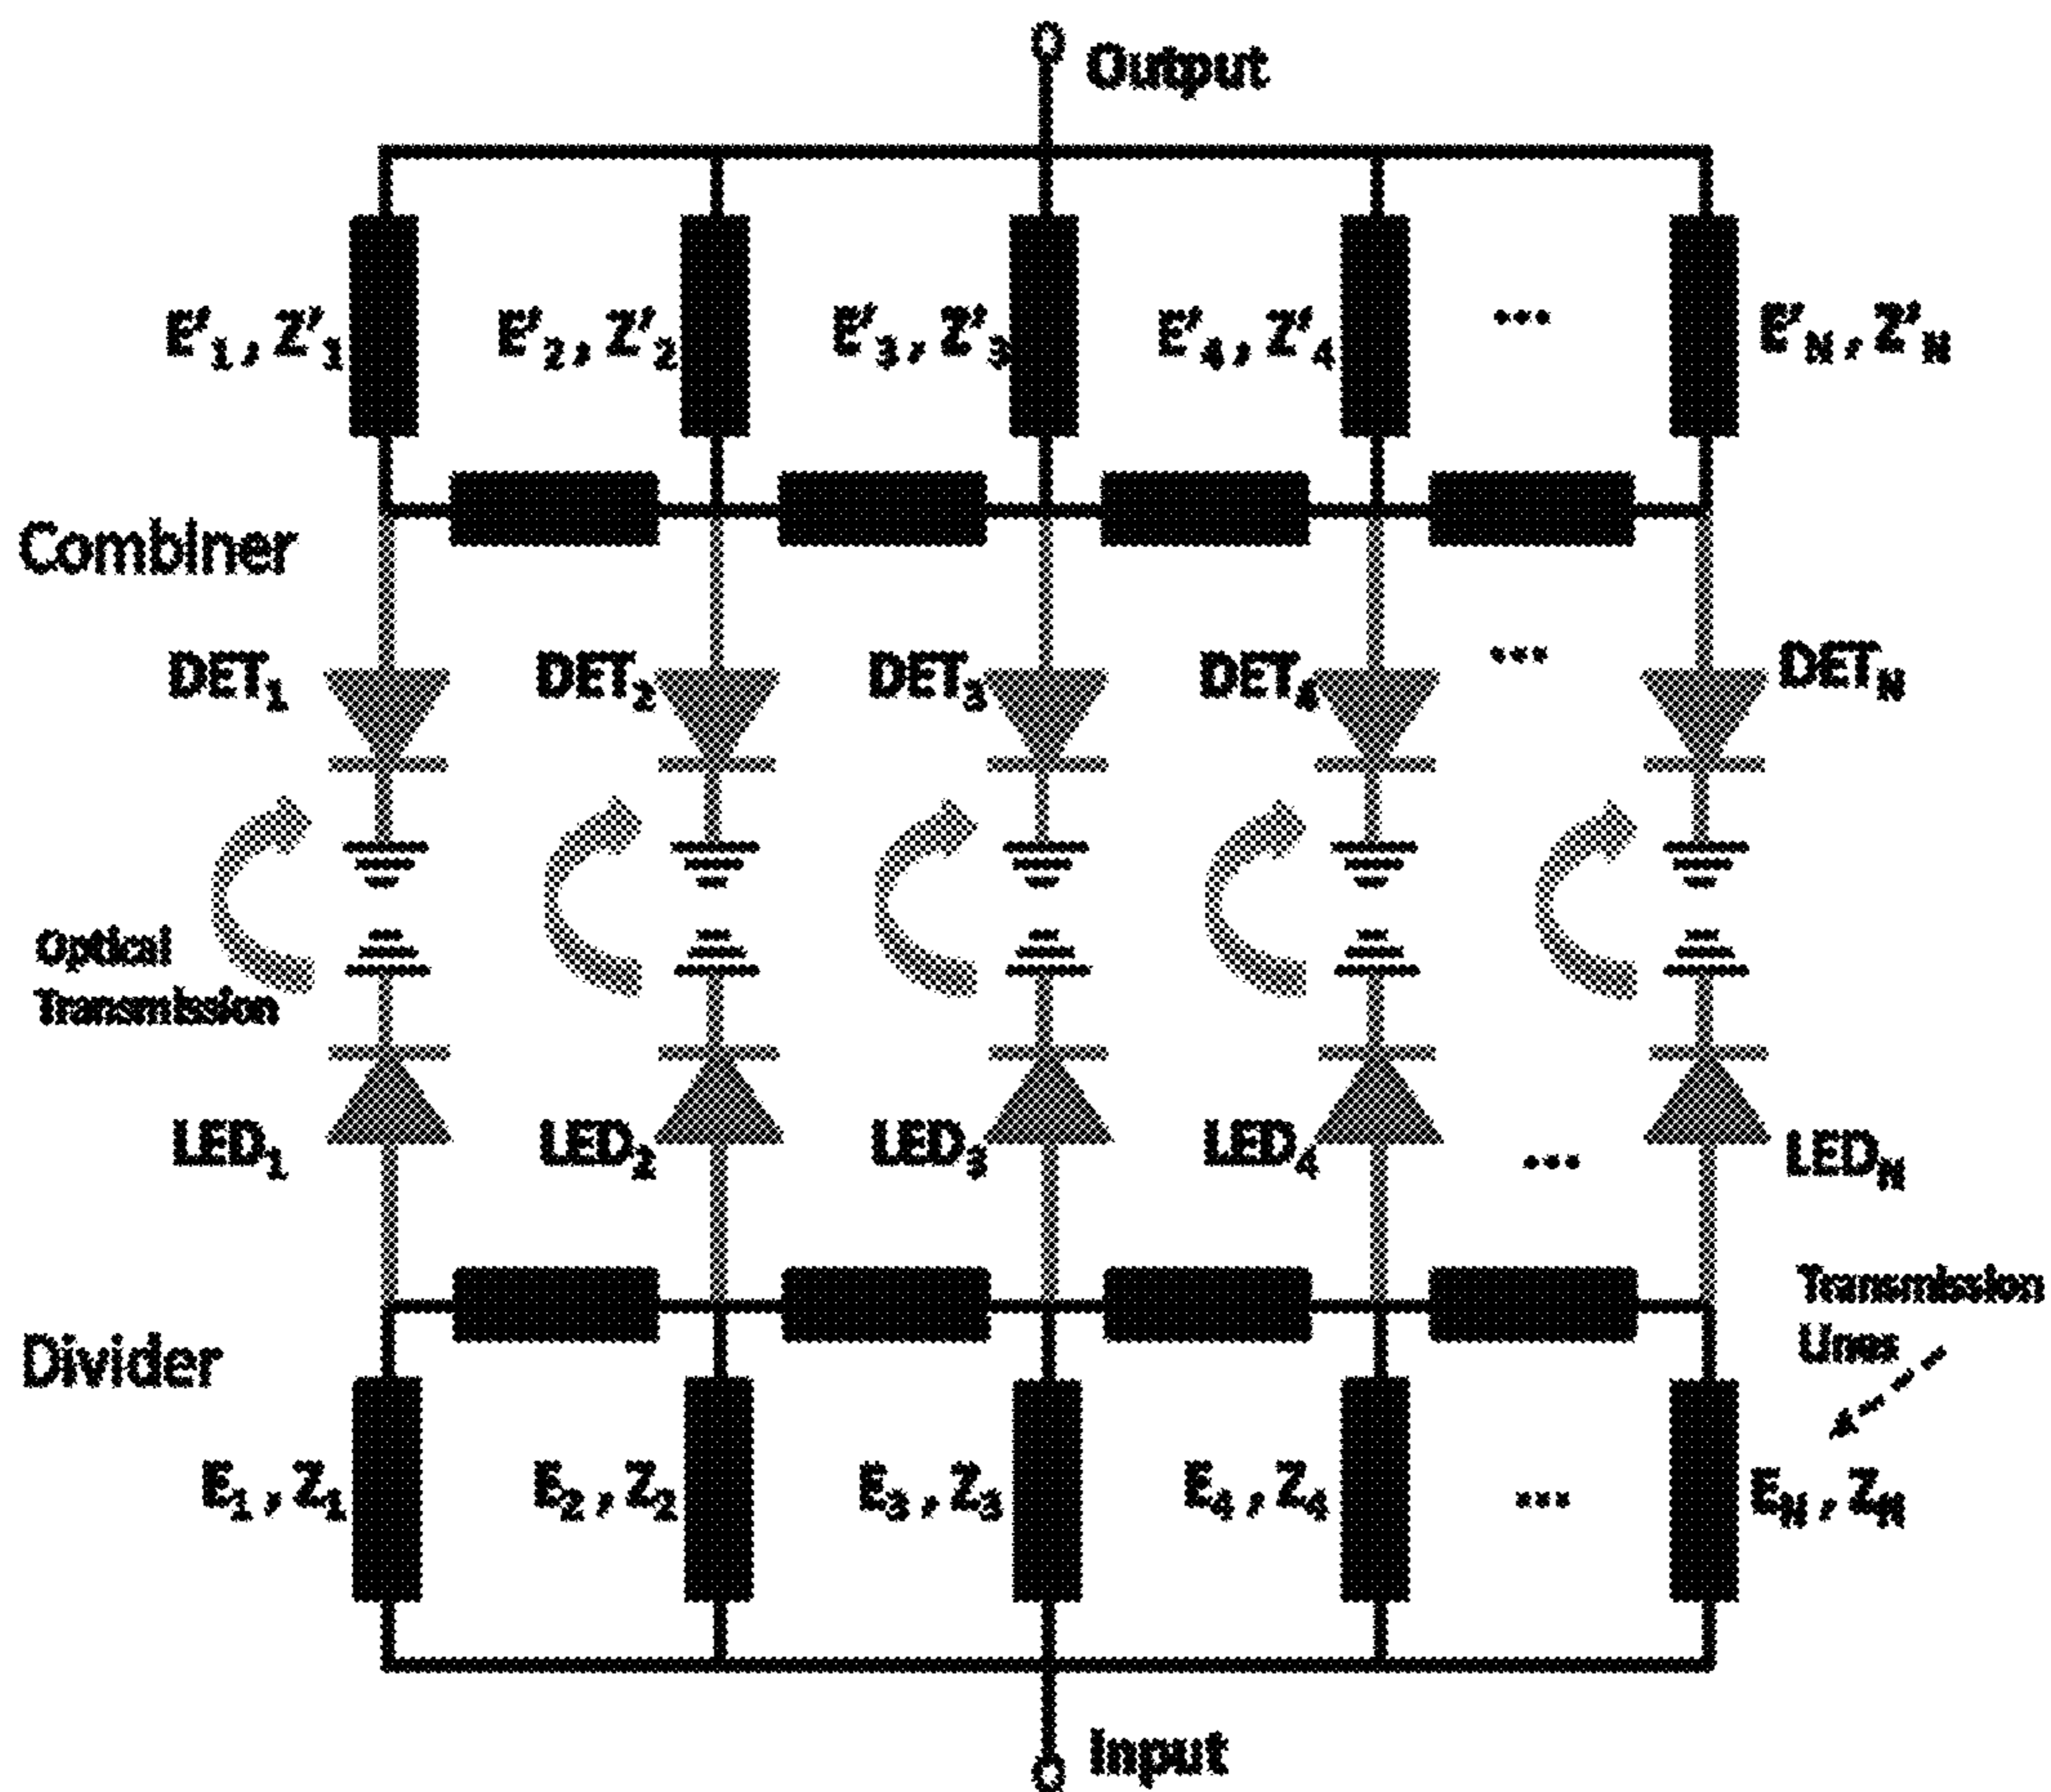 Output
E'1 , Z'1 E'2 , Z'2 E'3 , Z'3 E'4 , Z'4 ... E'N , Z'N
Combiner
DET1 DET2 DET3 DET4 ... DETN
Optical
Transmission
LED1 LED2 LED3 LED4 ... LEDN
Transmission
Lines
Divider
E1 , Z1 E2 , Z2 E3 , Z3 E4 , Z4 ... EN , ZN
Input